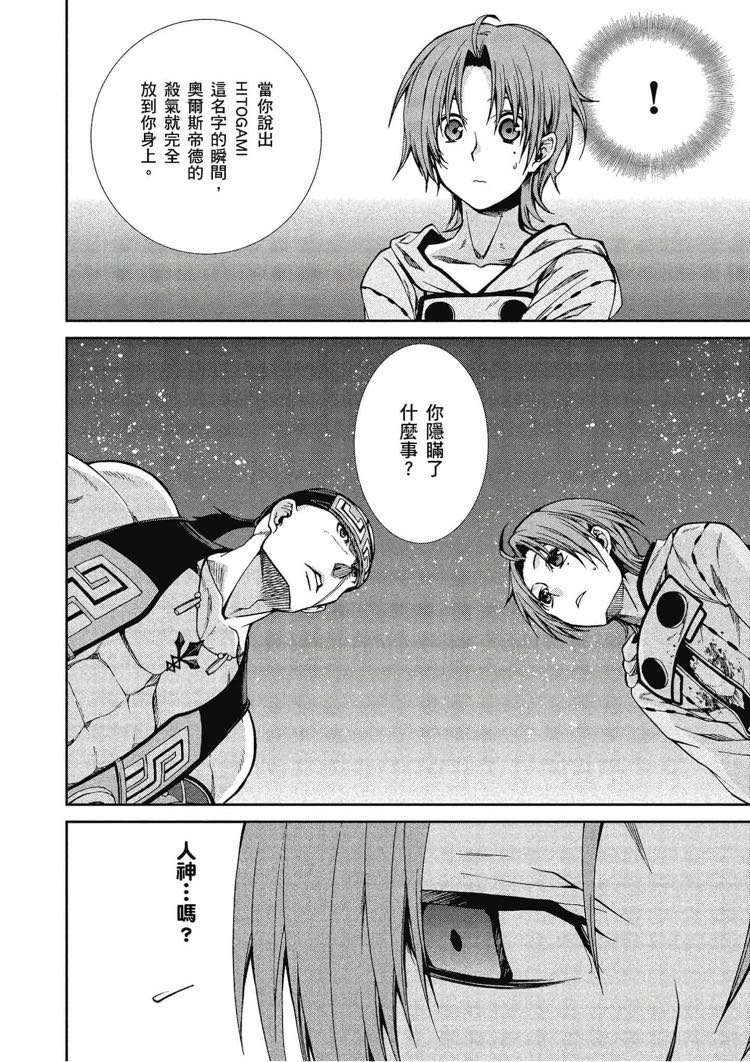 ！
當你說出
HITOGAMI
這名字的瞬間，
奧爾斯帝德的
殺氣就完全
放到你身上。
你隱瞞了
什麼事？
人神…嗎？